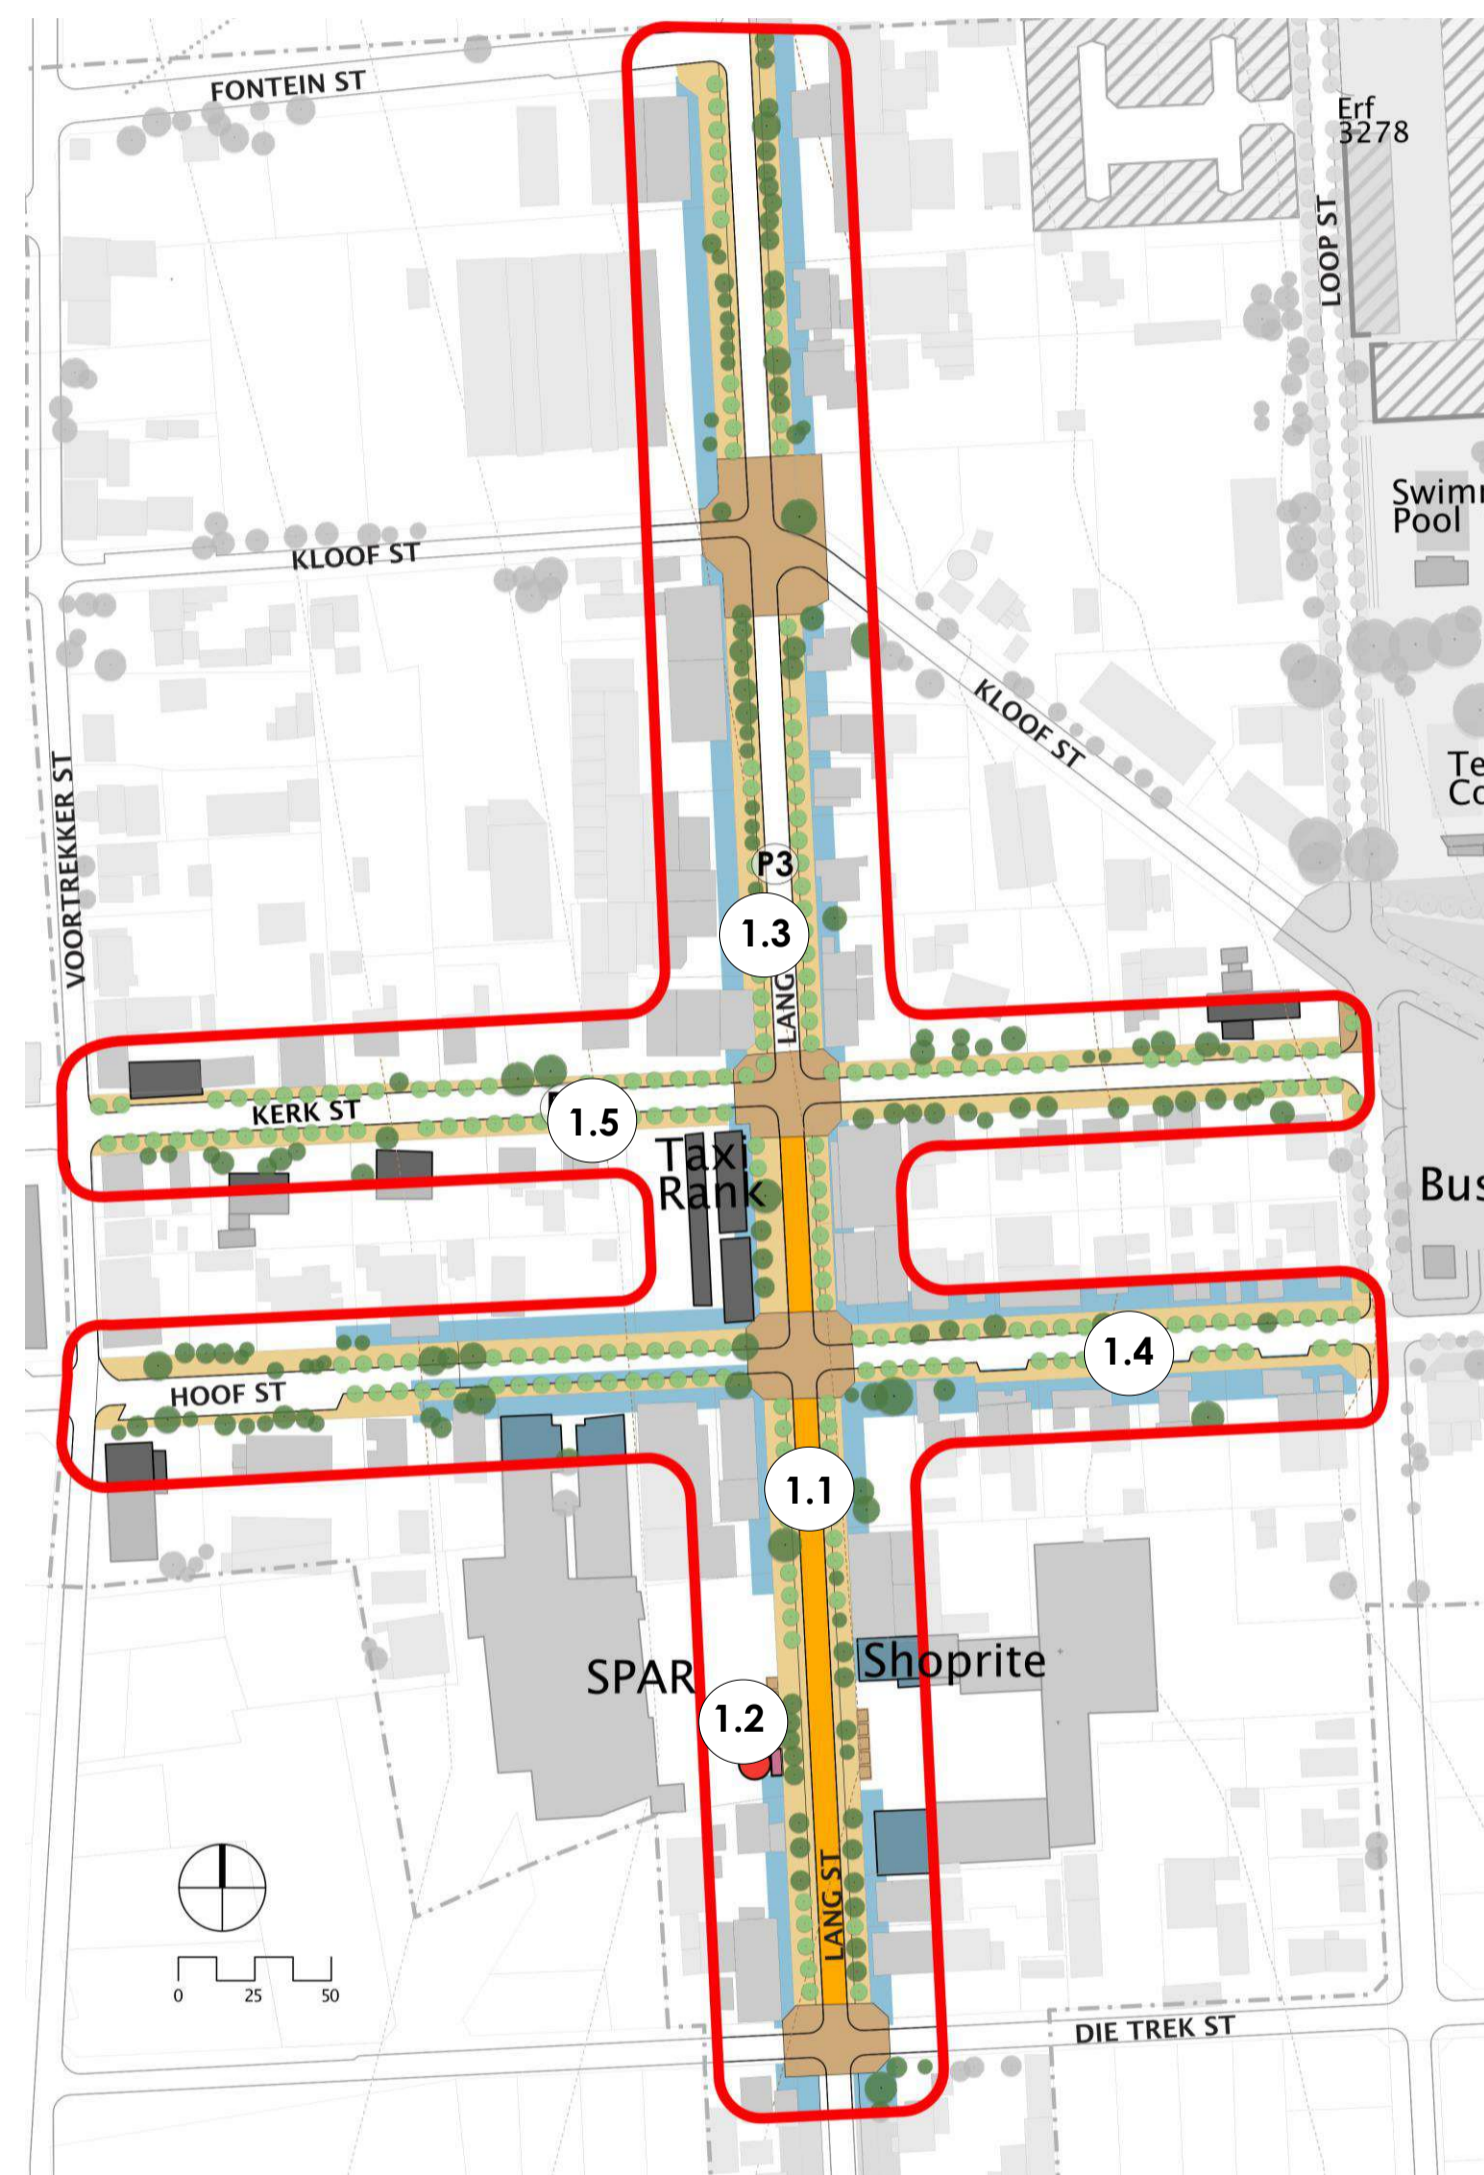 FONTEIN ST
Erf
3278
LOOP ST
Swimm
Pool
KLOOF ST
KLOOF ST
VOORTREKKER ST
Te
Co
P3
1.3
LANG
KERK ST
1.5
Taxi
Rank
Bus
1.4
HOOF ST
1.1
SPAR
Shoprite
1.2
LANG ST
0 25 50
DIE TREK ST